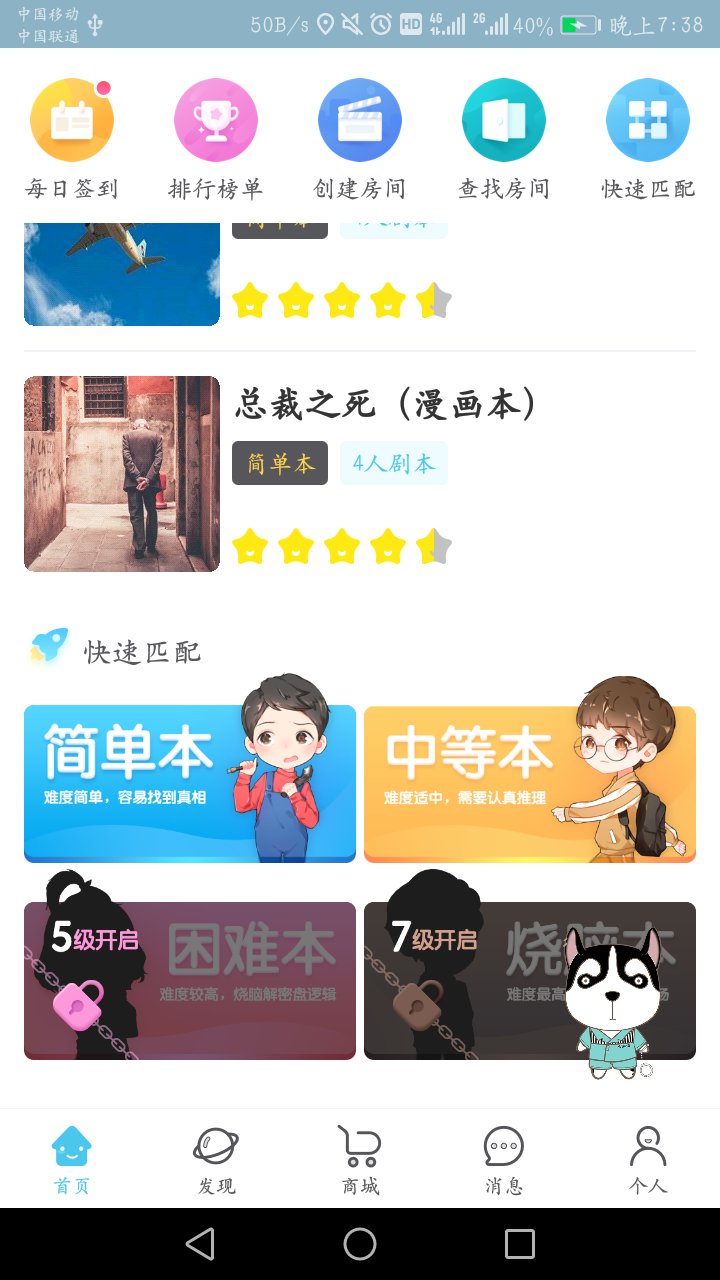 中国移动
中国联通
50B/s
HD
4G
2G
40%
晚上7:38
每日签到
排行榜单
创建房间
查找房间
快速匹配
总裁之死（漫画本）
简单本
4人剧本
快速匹配
简单本
难度简单，容易找到真相
中等本
难度适中，需要认真推理
5级开启
困难本
难度较高，烧脑解密盘逻辑
7级开启
烧脑本
难度最高
首页
发现
商城
消息
个人